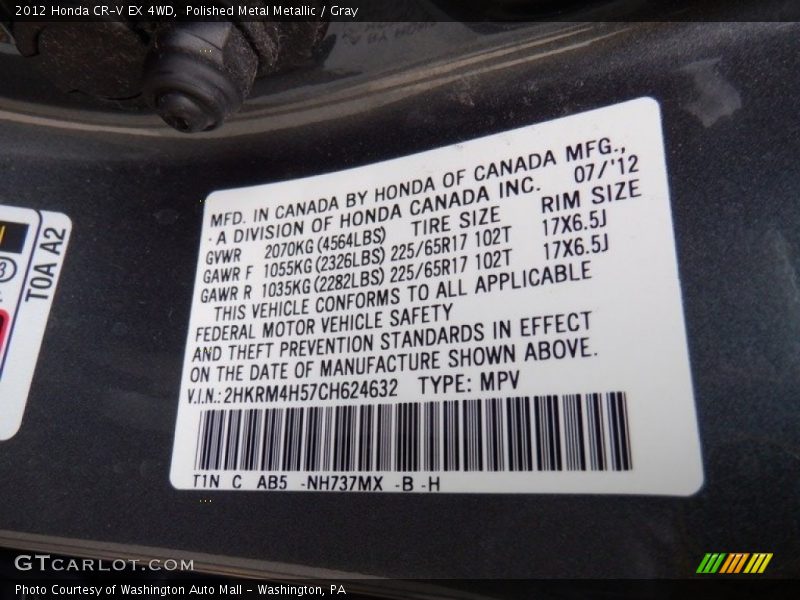 2012 Honda CR-V EX 4WD, Polished Metal Metallic / Gray
MFD. IN CANADA BY HONDA OF CANADA MFG.,
A DIVISION OF HONDA CANADA INC. 07/'12
GVWR 2070KG (4564LBS) TIRE SIZE RIM SIZE
GAWR F 1055KG (2326LBS) 225/65R17 102T 17X6.5J
GAWR R 1035KG (2282LBS) 225/65R17 102T 17X6.5J
THIS VEHICLE CONFORMS TO ALL APPLICABLE
FEDERAL MOTOR VEHICLE SAFETY
AND THEFT PREVENTION STANDARDS IN EFFECT
ON THE DATE OF MANUFACTURE SHOWN ABOVE.
V.I.N.: 2HKRM4H57CH624632 TYPE: MPV
T1N C AB5 -NH737MX -B -H
TOA A2
GTCARLOT.COM
Photo Courtesy of Washington Auto Mall - Washington, PA